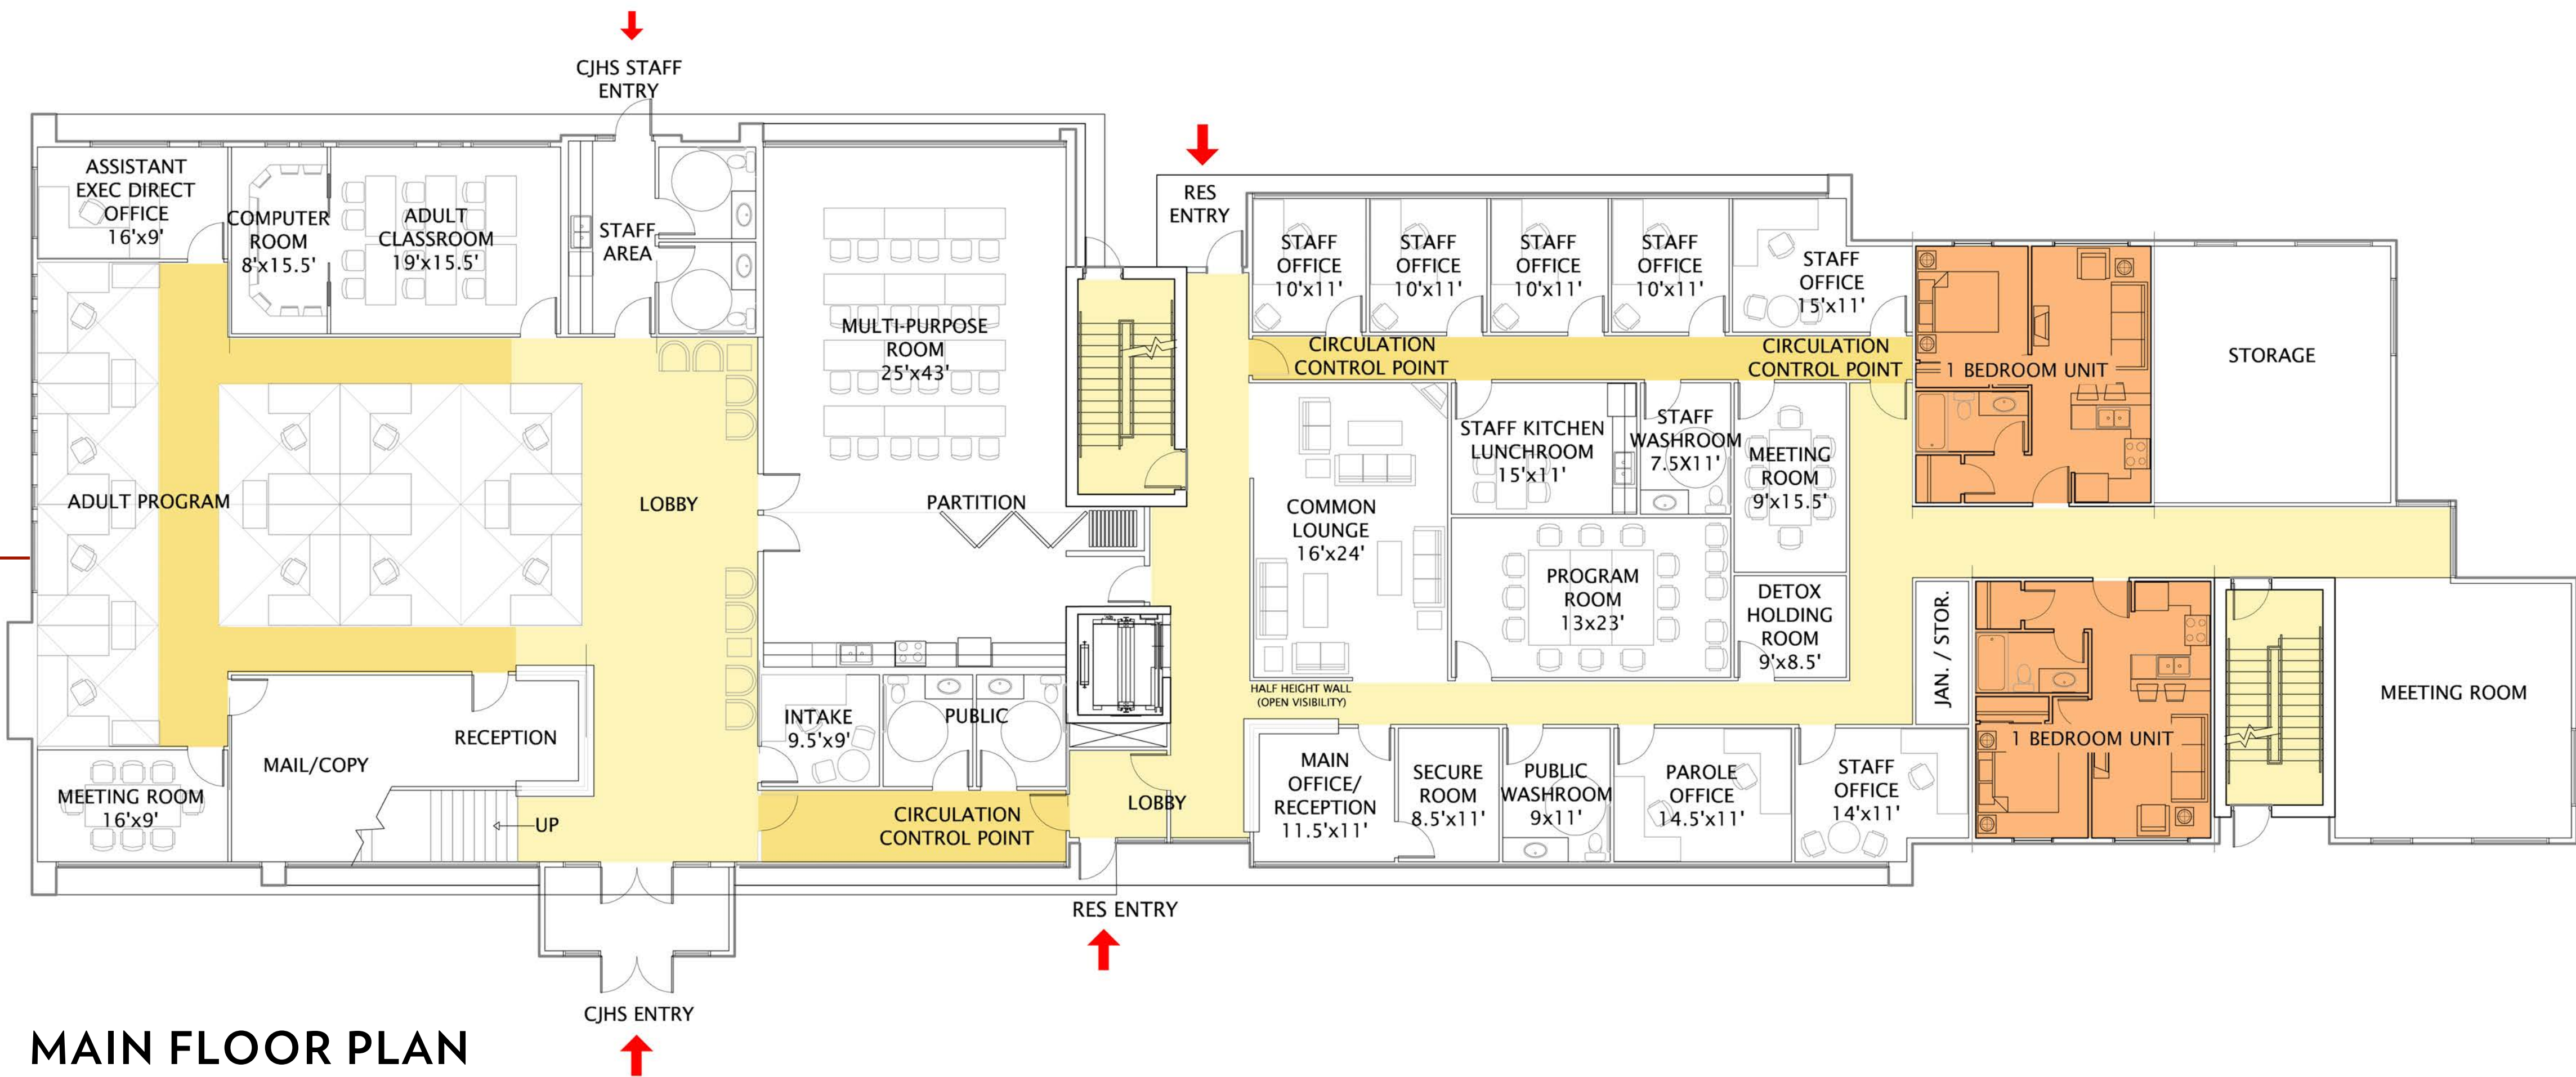 CJHS STAFF
ENTRY
ASSISTANT
EXEC DIRECT
OFFICE
16'x9'
COMPUTER
ROOM
8'x15.5'
ADULT
CLASSROOM
19'x15.5'
STAFF
AREA
MULTI-PURPOSE
ROOM
25'x43'
RES
ENTRY
STAFF
OFFICE
10'x11'
STAFF
OFFICE
10'x11'
STAFF
OFFICE
10'x11'
STAFF
OFFICE
10'x11'
STAFF
OFFICE
15'x11'
CIRCULATION
CONTROL POINT
CIRCULATION
CONTROL POINT
1 BEDROOM UNIT
STORAGE
ADULT PROGRAM
LOBBY
PARTITION
COMMON
LOUNGE
16'x24'
STAFF KITCHEN
LUNCHROOM
15'x11'
STAFF
WASHROOM
7.5X11'
MEETING
ROOM
9'x15.5'
PROGRAM
ROOM
13x23'
DETOX
HOLDING
ROOM
9'x8.5'
JAN. / STOR.
HALF HEIGHT WALL
(OPEN VISIBILITY)
MEETING ROOM
1 BEDROOM UNIT
RECEPTION
MAIL/COPY
MEETING ROOM
16'x9'
UP
INTAKE
9.5'x9'
PUBLIC
CIRCULATION
CONTROL POINT
LOBBY
MAIN
OFFICE/
RECEPTION
11.5'x11'
SECURE
ROOM
8.5'x11'
PUBLIC
WASHROOM
9x11'
PAROLE
OFFICE
14.5'x11'
STAFF
OFFICE
14'x11'
RES ENTRY
CJHS ENTRY
MAIN FLOOR PLAN